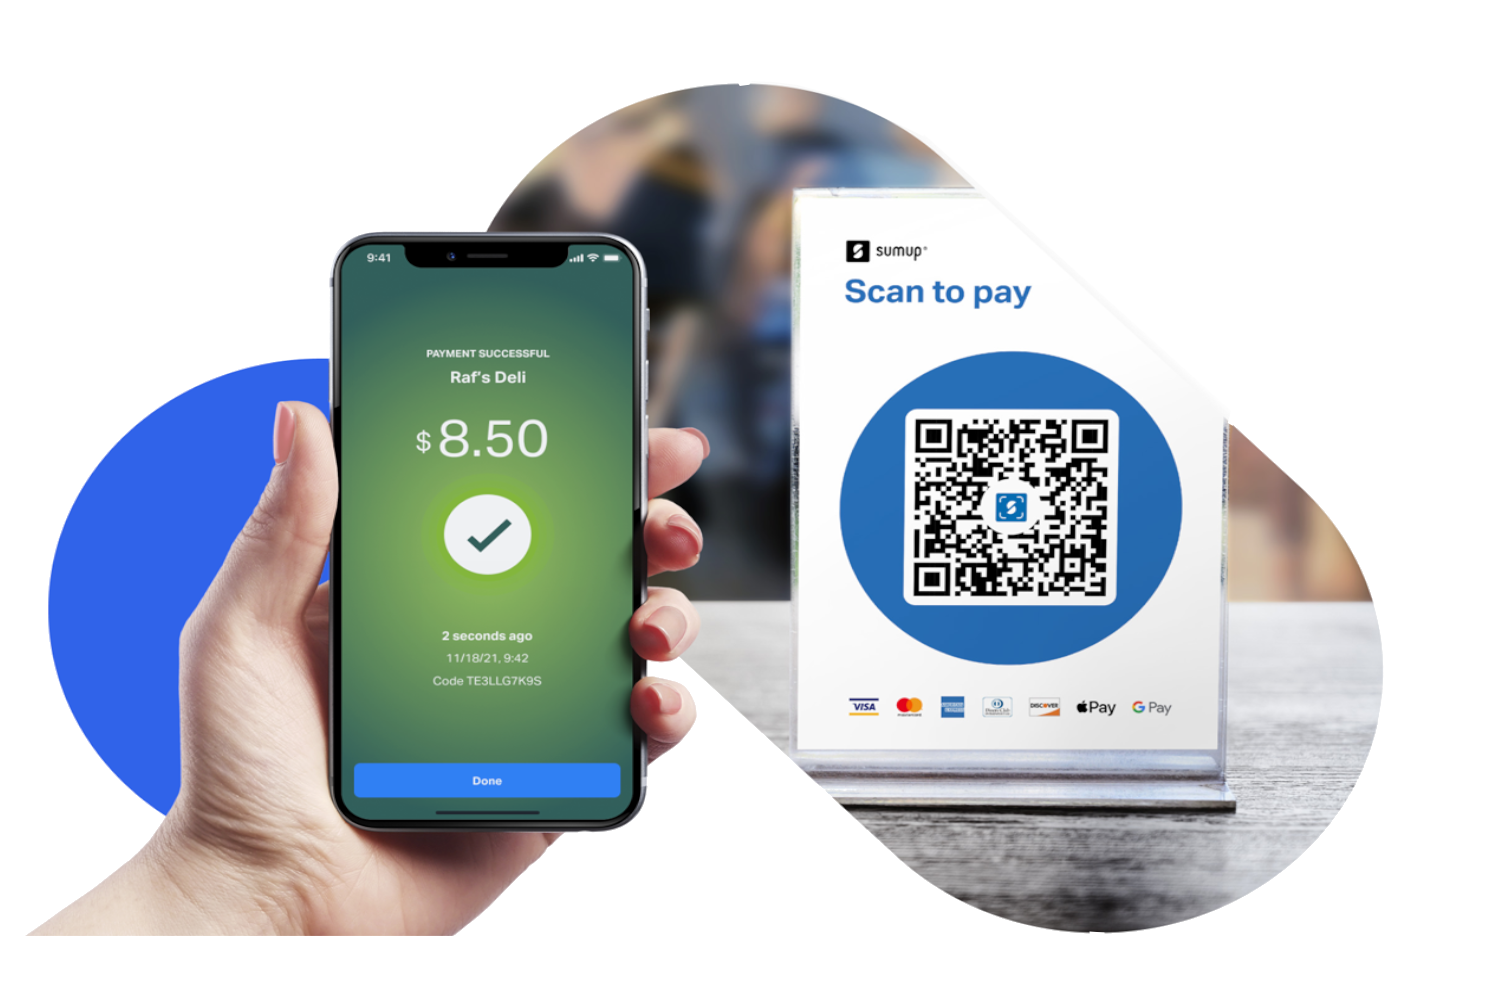 9:41
PAYMENT SUCCESSFUL
Raf's Deli
$8.50
2 seconds ago
11/18/21, 9:42
Code TE3LLG7K9S
Done
sumup®
Scan to pay
VISA
mastercard
DISCOVER
Pay
G Pay